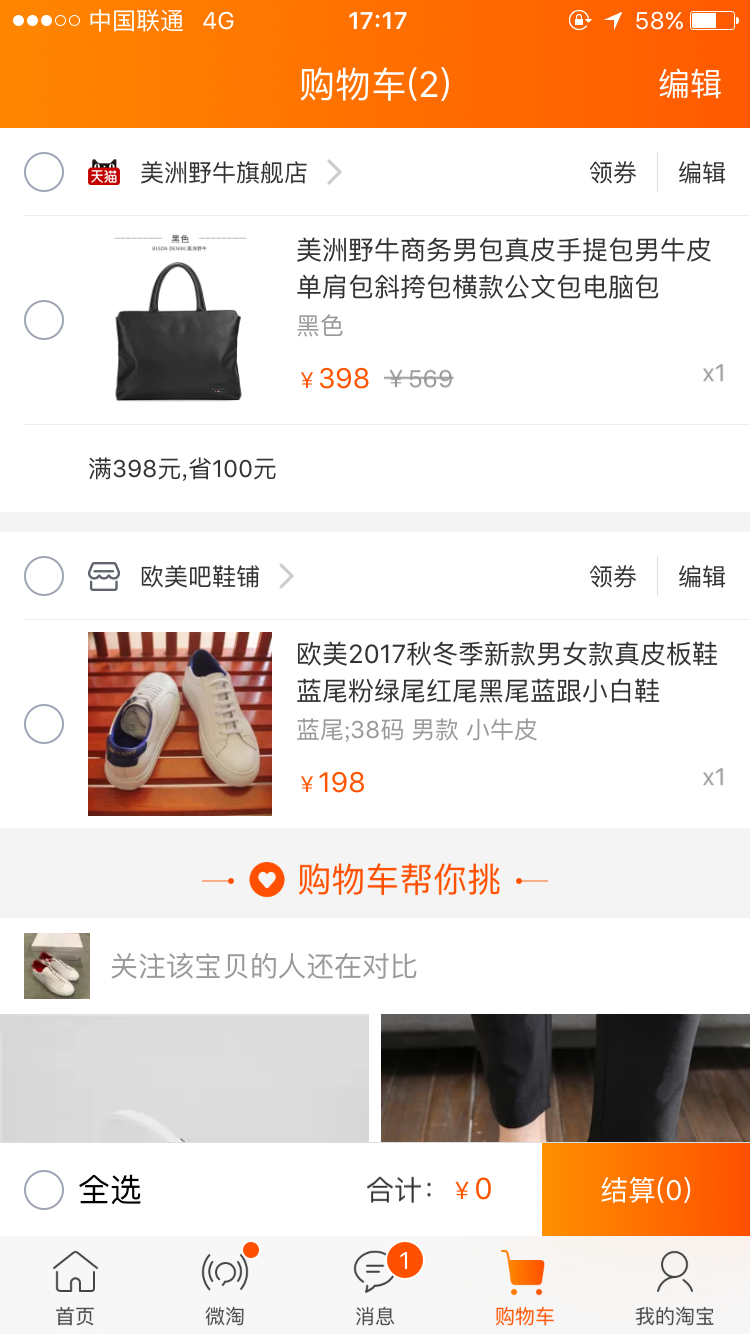 中国联通 4G 17:17 58%
购物车(2) 编辑
天猫 美洲野牛旗舰店 领券 编辑
黑色
BISON DENIM/美洲野牛
美洲野牛商务男包真皮手提包男牛皮
单肩包斜挎包横款公文包电脑包
黑色
￥398 ￥569 x1
满398元,省100元
欧美吧鞋铺 领券 编辑
欧美2017秋冬季新款男女款真皮板鞋
蓝尾粉绿尾红尾黑尾蓝跟小白鞋
蓝尾;38码 男款 小牛皮
￥198 x1
购物车帮你挑
关注该宝贝的人还在对比
全选 合计：￥0 结算(0)
1
首页 微淘 消息 购物车 我的淘宝